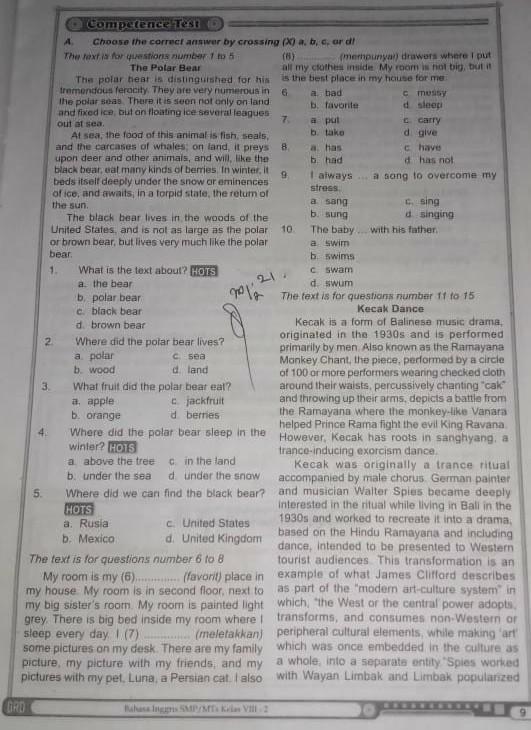 Competence Test
A. Choose the correct answer by crossing (X) a, b, c, or d!
The text is for questions number 1 to 5
The Polar Bear
The polar bear is distinguished for his
tremendous ferocity. They are very numerous in
the polar seas. There it is seen not only on land
and fixed ice, but on floating ice several leagues
out at sea.
At sea, the food of this animal is fish, seals,
and the carcases of whales; on land, it preys
upon deer and other animals, and will, like the
black bear, eat many kinds of berries. In winter, it
beds itself deeply under the snow or eminences
of ice, and awaits, in a torpid state, the return of
the sun.
The black bear lives in the woods of the
United States, and is not as large as the polar
or brown bear, but lives very much like the polar
bear.
1. What is the text about? HOTS
a. the bear
b. polar bear
c. black bear
d. brown bear
2. Where did the polar bear lives?
a. polar c. sea
b. wood d. land
3. What fruit did the polar bear eat?
a. apple c. jackfruit
b. orange d. berries
4. Where did the polar bear sleep in the
winter? HOTS
a. above the tree c. in the land
b. under the sea d. under the snow
5. Where did we can find the black bear?
HOTS
a. Rusia c. United States
b. Mexico d. United Kingdom
The text is for questions number 6 to 8
My room is my (6)............. (favorit) place in
my house. My room is in second floor, next to
my big sister's room. My room is painted light
grey. There is big bed inside my room where I
sleep every day. I (7) ............. (meletakkan)
some pictures on my desk. There are my family
picture, my picture with my friends, and my
pictures with my pet, Luna, a Persian cat. I also
(8) ............. (mempunyai) drawers where I put
all my clothes inside. My room is not big, but it
is the best place in my house for me.
6. a. bad c. messy
b. favorite d. sleep
7. a. put c. carry
b. take d. give
8. a. has c. have
b. had d. has not
9. I always ... a song to overcome my
stress.
a. sang c. sing
b. sung d. singing
10. The baby ... with his father.
a. swim
b. swims
c. swam
d. swum
The text is for questions number 11 to 15
Kecak Dance
Kecak is a form of Balinese music drama,
originated in the 1930s and is performed
primarily by men. Also known as the Ramayana
Monkey Chant, the piece, performed by a circle
of 100 or more performers wearing checked cloth
around their waists, percussively chanting "cak"
and throwing up their arms, depicts a battle from
the Ramayana where the monkey-like Vanara
helped Prince Rama fight the evil King Ravana.
However, Kecak has roots in sanghyang, a
trance-inducing exorcism dance.
Kecak was originally a trance ritual
accompanied by male chorus. German painter
and musician Walter Spies became deeply
interested in the ritual while living in Bali in the
1930s and worked to recreate it into a drama,
based on the Hindu Ramayana and including
dance, intended to be presented to Western
tourist audiences. This transformation is an
example of what James Clifford describes
as part of the "modern art-culture system" in
which, "the West or the central power adopts,
transforms, and consumes non-Western or
peripheral cultural elements, while making 'art'
which was once embedded in the culture as
a whole, into a separate entity."Spies worked
with Wayan Limbak and Limbak popularized
GRD
Bahasa Inggris SMP/MTs Kelas VIII - 2
9